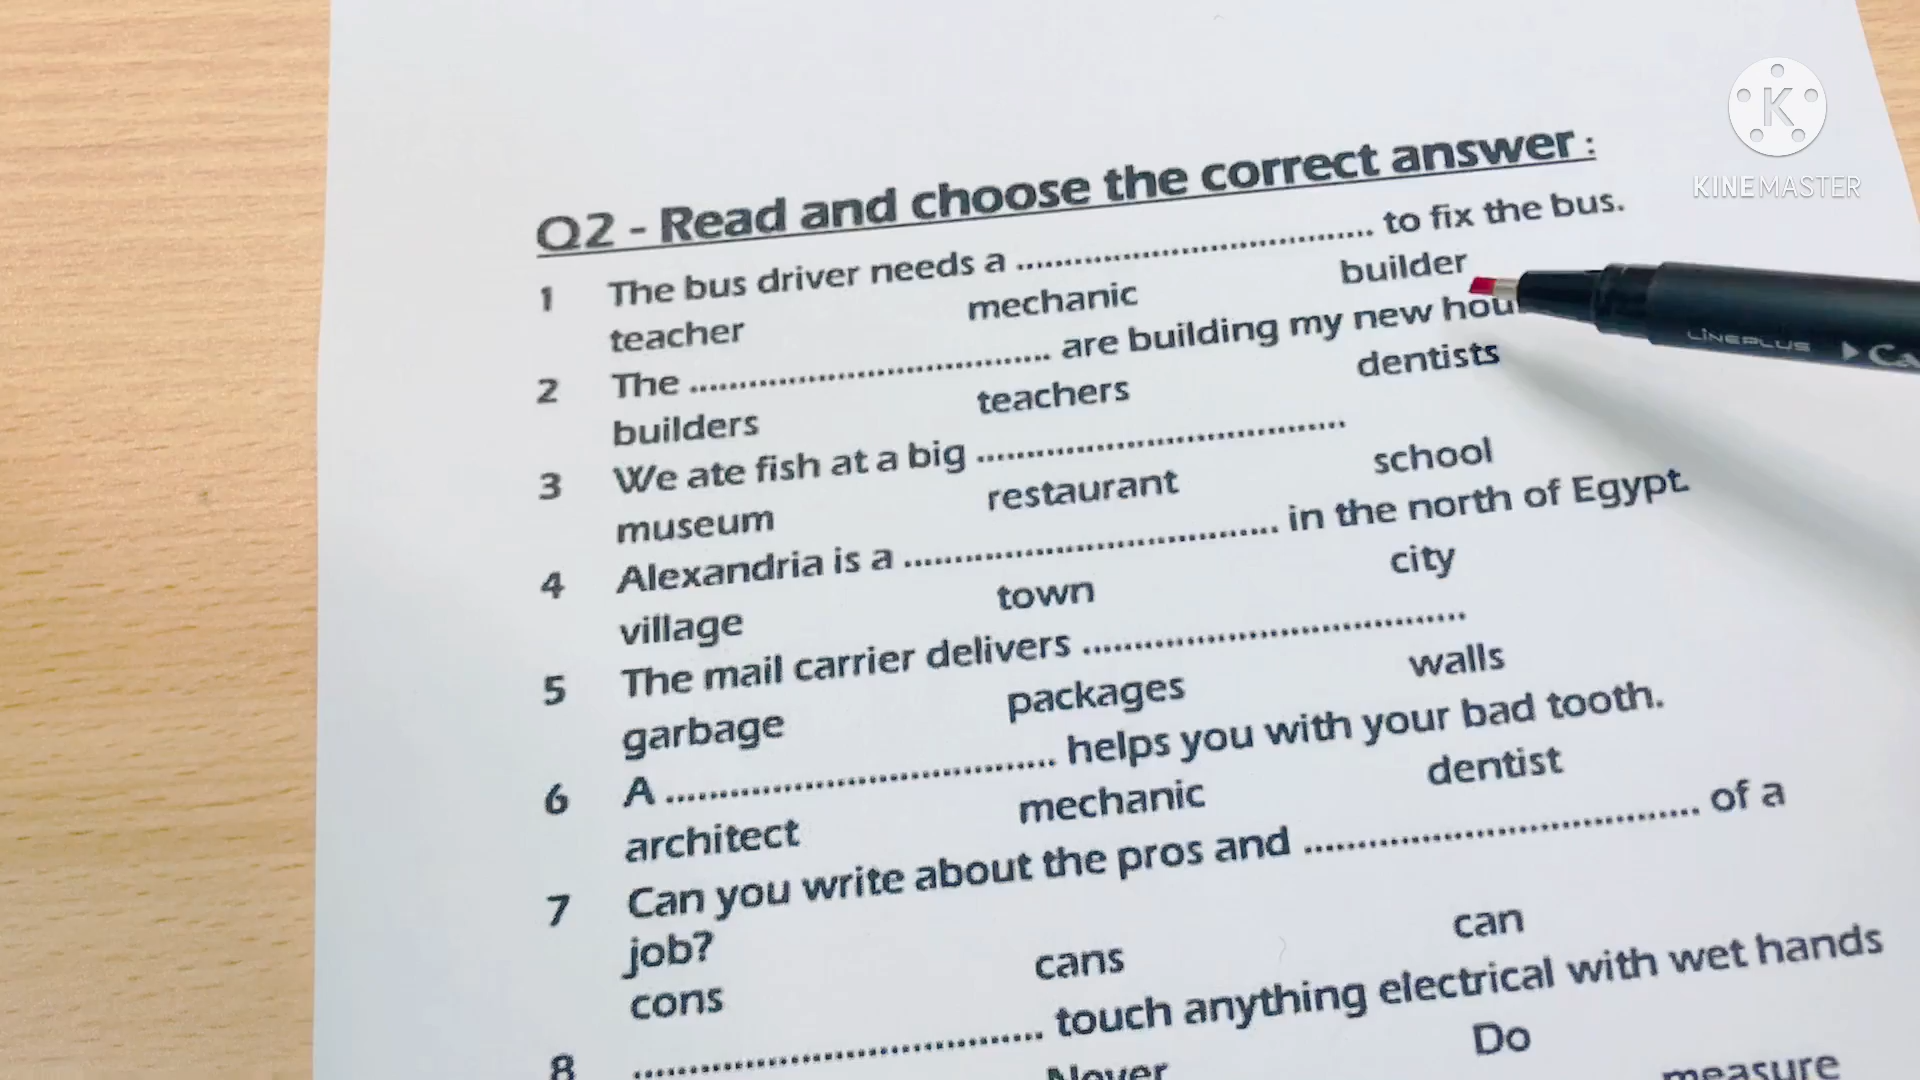 KINEMASTER
Q2 - Read and choose the correct answer :
1 The bus driver needs a ........................................ to fix the bus.
teacher mechanic builder
2 The ........................................ are building my new
builders teachers dentists
3 We ate fish at a big ........................................
museum restaurant school
4 Alexandria is a ........................................ in the north of Egypt.
village town city
5 The mail carrier delivers ........................................
garbage packages walls
6 A ........................................ helps you with your bad tooth.
architect mechanic dentist
7 Can you write about the pros and ........................................ of a
job?
cons cans can
8 ........................................ touch anything electrical with wet hands
Never Do
measure
LINEPLUS